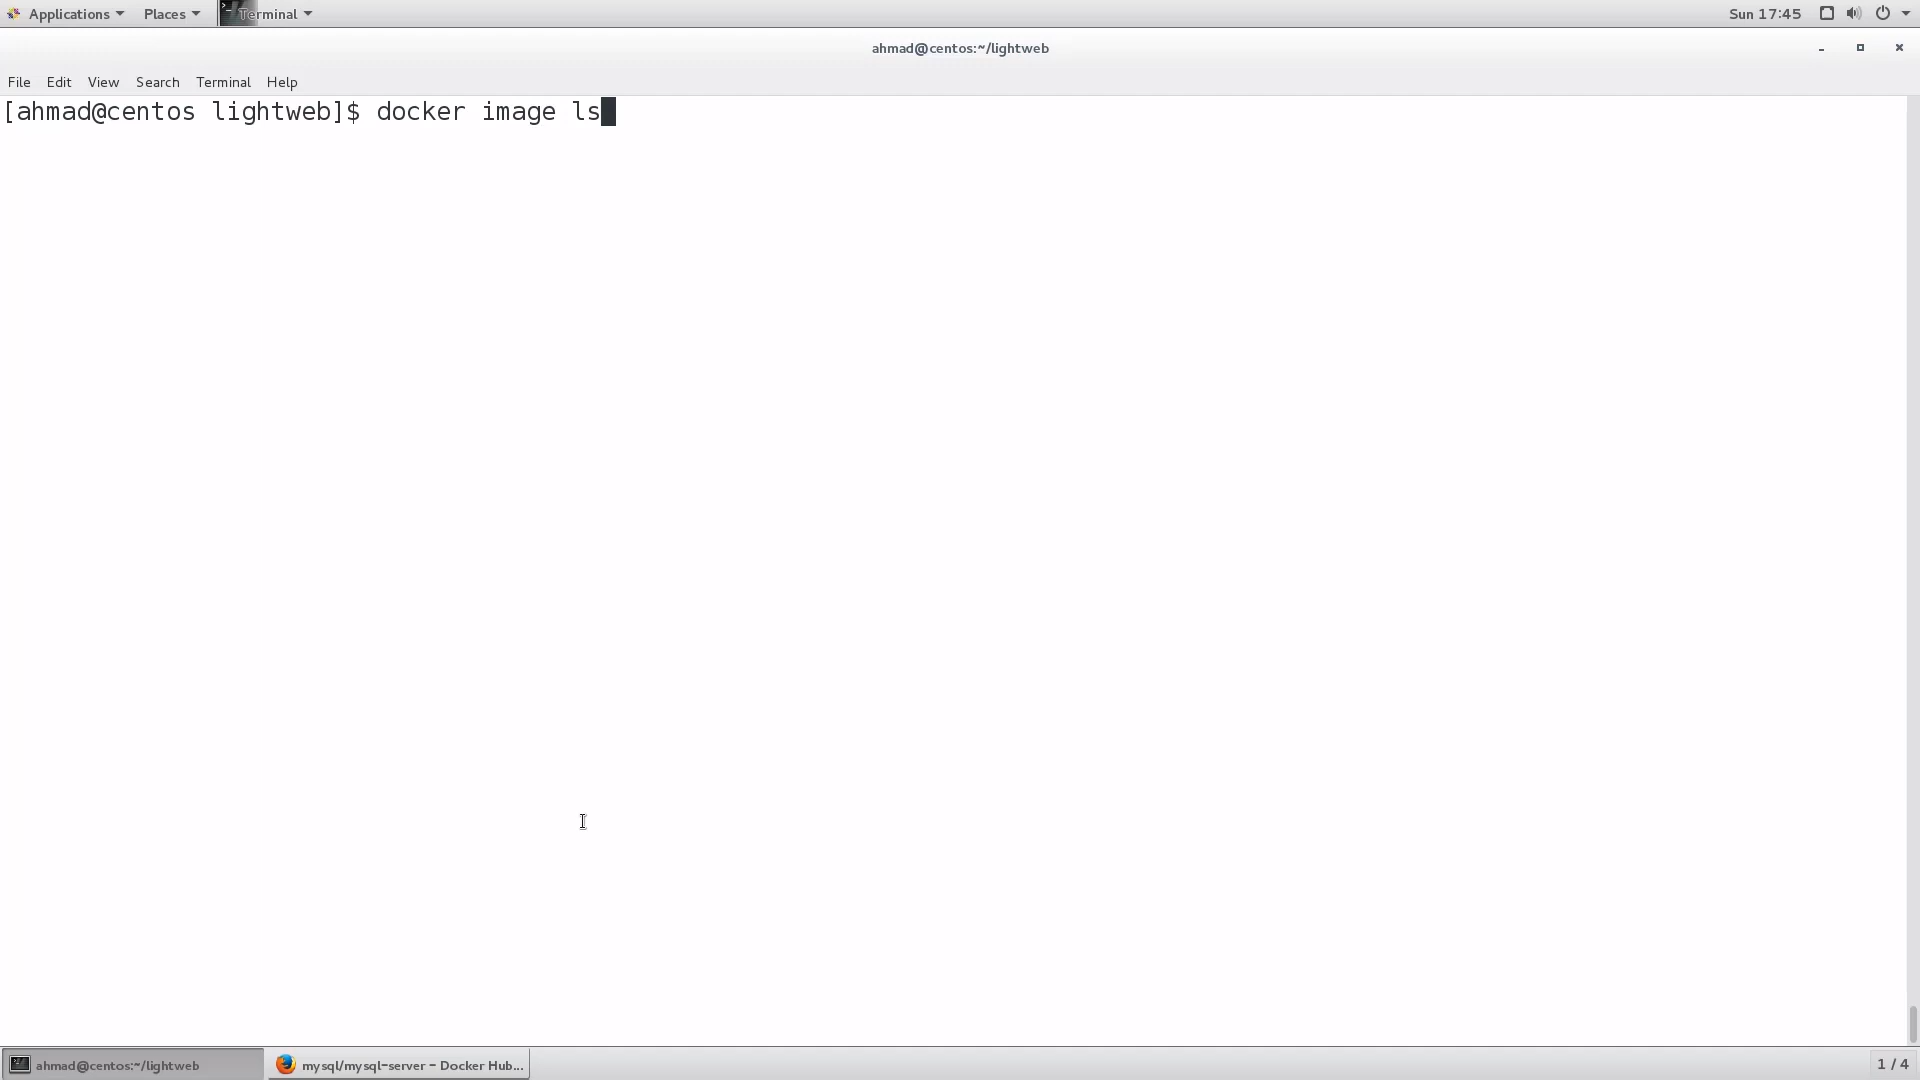 Applications Places Terminal Sun 17:45
ahmad@centos:~/lightweb
File Edit View Search Terminal Help
[ahmad@centos lightweb]$ docker image ls
ahmad@centos:~/lightweb mysql/mysql-server – Docker Hub... 1 / 4